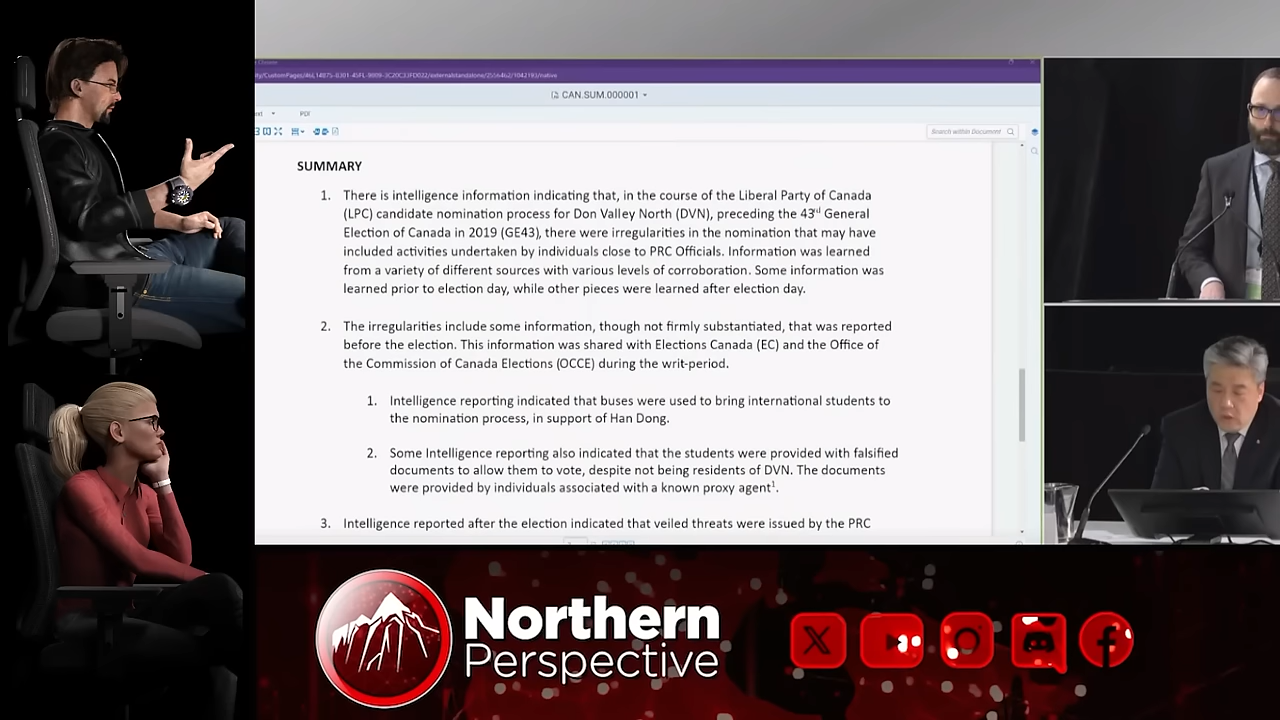 CAN.SUM.000001
PDF
Search within Document
SUMMARY
1. There is intelligence information indicating that, in the course of the Liberal Party of Canada
(LPC) candidate nomination process for Don Valley North (DVN), preceding the 43rd General
Election of Canada in 2019 (GE43), there were irregularities in the nomination that may have
included activities undertaken by individuals close to PRC Officials. Information was learned
from a variety of different sources with various levels of corroboration. Some information was
learned prior to election day, while other pieces were learned after election day.
2. The irregularities include some information, though not firmly substantiated, that was reported
before the election. This information was shared with Elections Canada (EC) and the Office of
the Commission of Canada Elections (OCCE) during the writ-period.
1. Intelligence reporting indicated that buses were used to bring international students to
the nomination process, in support of Han Dong.
2. Some Intelligence reporting also indicated that the students were provided with falsified
documents to allow them to vote, despite not being residents of DVN. The documents
were provided by individuals associated with a known proxy agent1.
3. Intelligence reported after the election indicated that veiled threats were issued by the PRC
Northern
Perspective